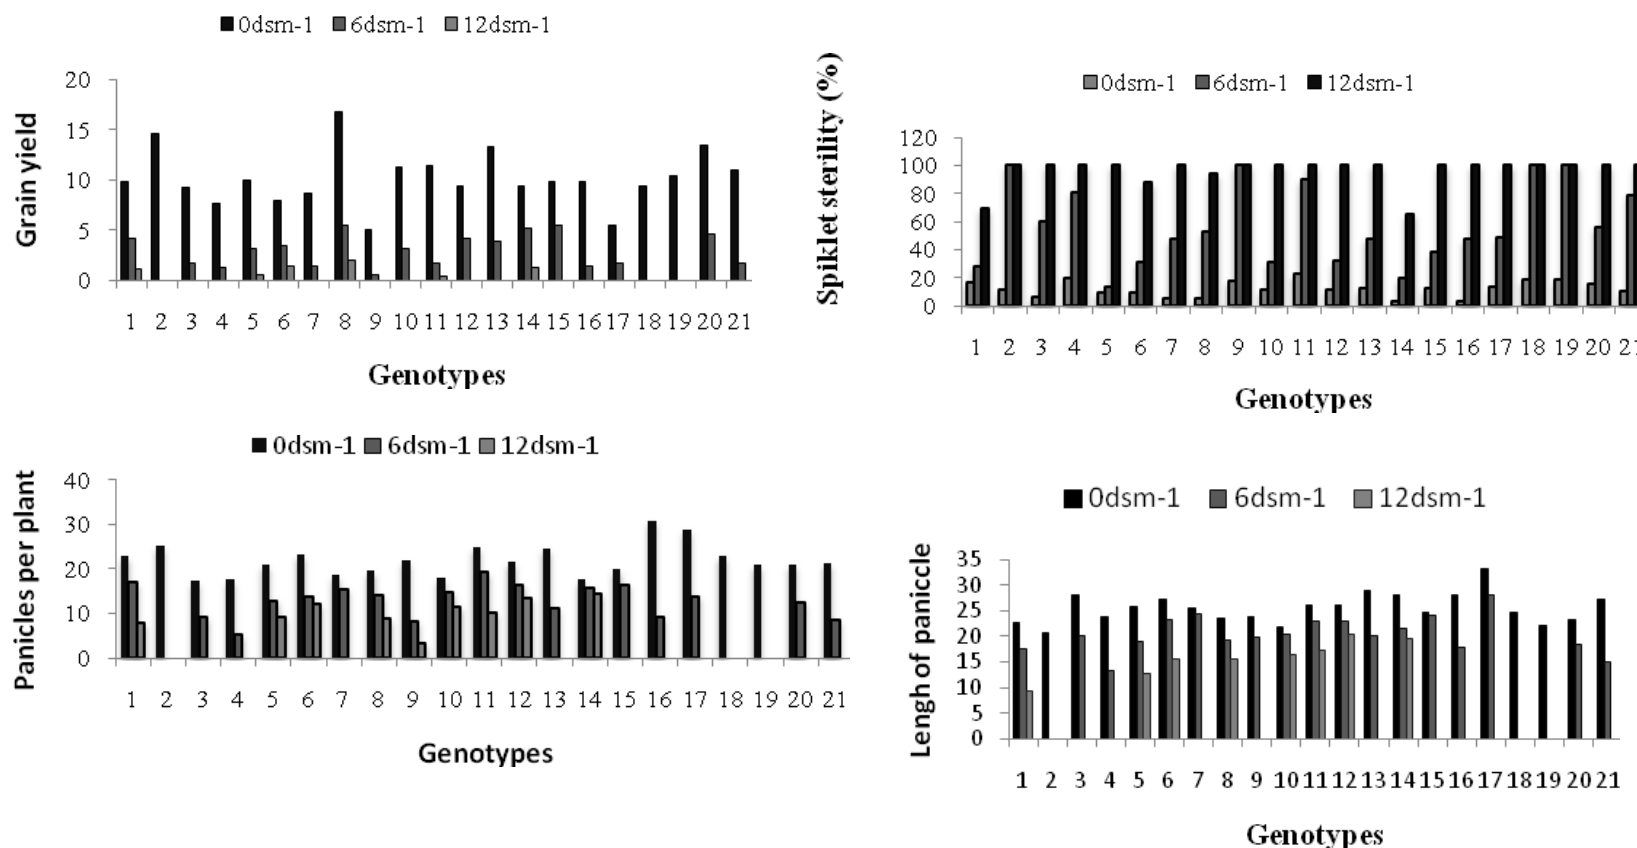 0dsm-1 6dsm-1 12dsm-1
Grain yield
20
15
10
5
0
1 2 3 4 5 6 7 8 9 10 11 12 13 14 15 16 17 18 19 20 21
Genotypes
Spiklet sterility (%)
0dsm-1 6dsm-1 12dsm-1
120
100
80
60
40
20
0
1 2 3 4 5 6 7 8 9 10 11 12 13 14 15 16 17 18 19 20 21
Genotypes
0dsm-1 6dsm-1 12dsm-1
Panicles per plant
40
30
20
10
0
1 2 3 4 5 6 7 8 9 10 11 12 13 14 15 16 17 18 19 20 21
Genotypes
0dsm-1 6dsm-1 12dsm-1
Lengh of paniccle
35
30
25
20
15
10
5
0
1 2 3 4 5 6 7 8 9 10 11 12 13 14 15 16 17 18 19 20 21
Genotypes